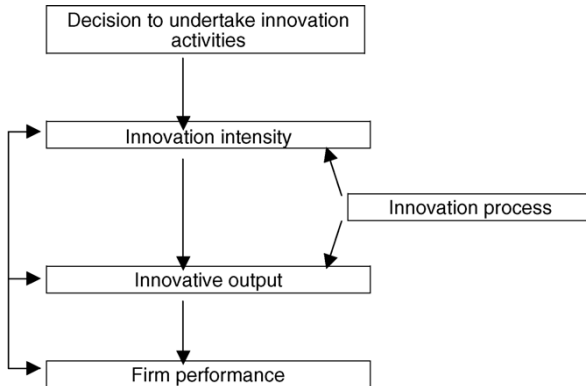 Decision to undertake innovation
activities
Innovation intensity
Innovation process
Innovative output
Firm performance